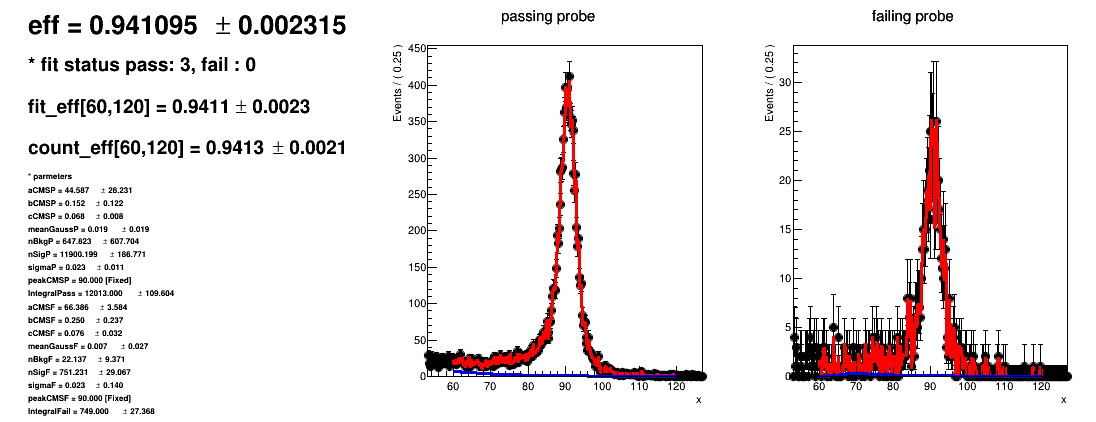 eff = 0.941095 ± 0.002315
* fit status pass: 3, fail : 0
fit_eff[60,120] = 0.9411 ± 0.0023
count_eff[60,120] = 0.9413 ± 0.0021
* parmeters
aCMSP = 44.587 ± 28.231
bCMSP = 0.152 ± 0.122
cCMSP = 0.068 ± 0.008
meanGaussP = 0.019 ± 0.019
nBkgP = 647.823 ± 607.704
nSigP = 11900.199 ± 186.771
sigmaP = 0.023 ± 0.011
peakCMSP = 90.000 [Fixed]
IntegralPass = 12013.000 ± 109.604
aCMSF = 66.386 ± 3.584
bCMSF = 0.250 ± 0.237
cCMSF = 0.076 ± 0.032
meanGaussF = 0.007 ± 0.027
nBkgF = 22.137 ± 9.371
nSigF = 751.231 ± 29.067
sigmaF = 0.023 ± 0.140
peakCMSF = 90.000 [Fixed]
IntegralFail = 749.000 ± 27.368
passing probe
Events / ( 0.25 )
450
400
350
300
250
200
150
100
50
0
60 70 80 90 100 110 120
x
failing probe
Events / ( 0.25 )
30
25
20
15
10
5
0
60 70 80 90 100 110 120
x